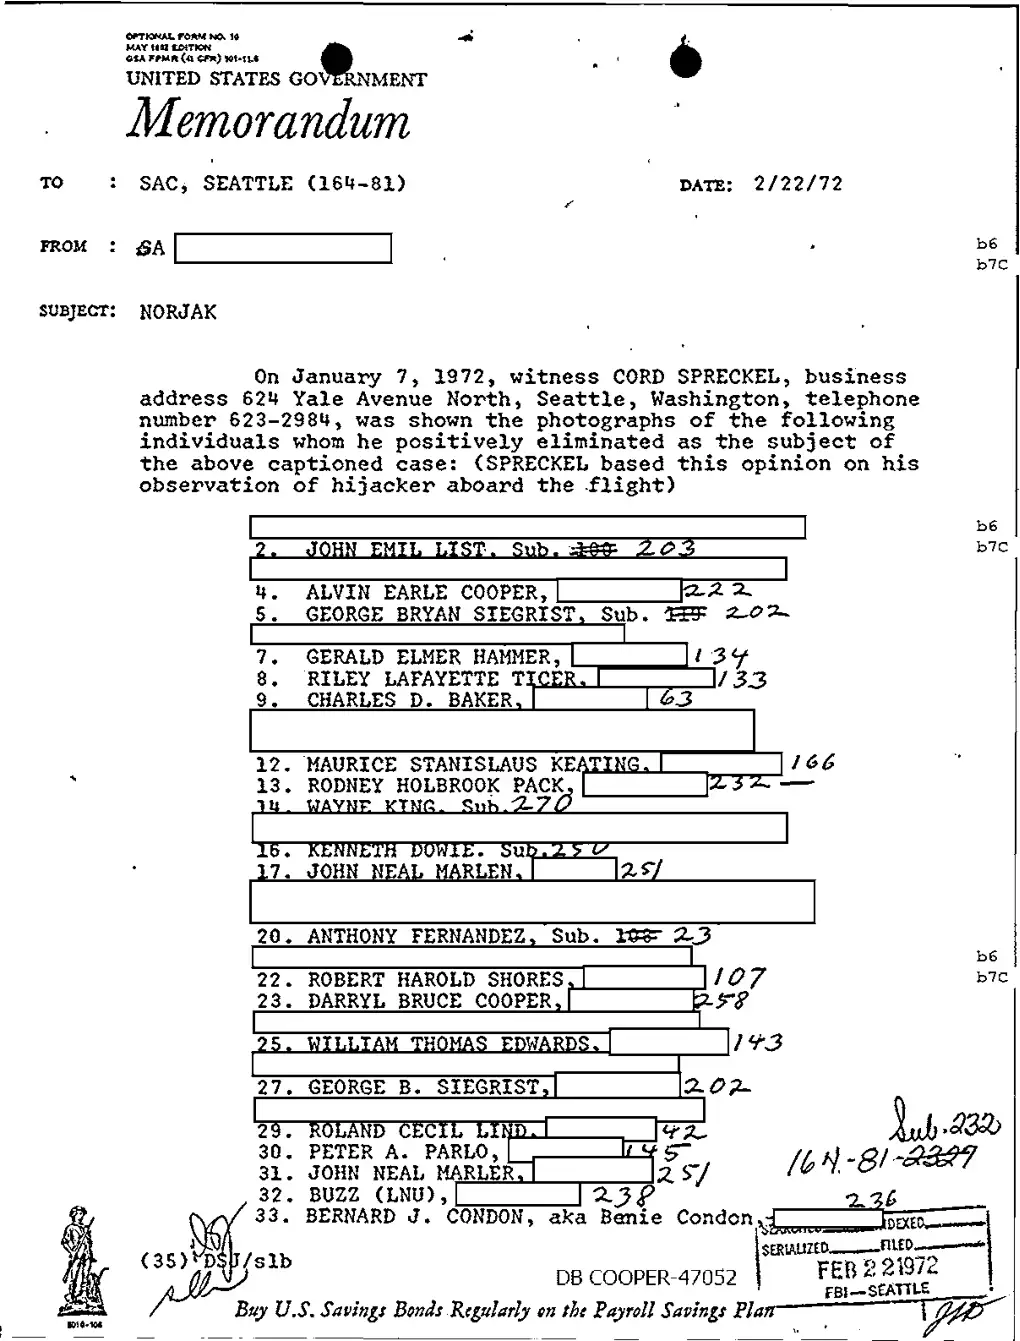 OPTIONAL FORM NO. 10
MAY 1962 EDITION
GSA FPMR (41 CFR) 101-11.6
UNITED STATES GOVERNMENT
Memorandum
TO : SAC, SEATTLE (164-81) DATE: 2/22/72
FROM : SA
b6
b7C
SUBJECT: NORJAK
On January 7, 1972, witness CORD SPRECKEL, business
address 624 Yale Avenue North, Seattle, Washington, telephone
number 623-2984, was shown the photographs of the following
individuals whom he positively eliminated as the subject of
the above captioned case: (SPRECKEL based this opinion on his
observation of hijacker aboard the flight)
b6
b7C
2. JOHN EMIL LIST, Sub. 203
4. ALVIN EARLE COOPER, 222
5. GEORGE BRYAN SIEGRIST, Sub. 119 202
7. GERALD ELMER HAMMER, 134
8. RILEY LAFAYETTE TICER, 133
9. CHARLES D. BAKER, 63
12. MAURICE STANISLAUS KEATING, 166
13. RODNEY HOLBROOK PACK, 232 —
14. WAYNE KING, Sub. 270
16. KENNETH DOWIE, Sub. 250
17. JOHN NEAL MARLEN, 251
20. ANTHONY FERNANDEZ, Sub. 108 23
b6
b7C
22. ROBERT HAROLD SHORES, 107
23. DARRYL BRUCE COOPER, 258
25. WILLIAM THOMAS EDWARDS, 143
27. GEORGE B. SIEGRIST, 202
29. ROLAND CECIL LIND, 42
30. PETER A. PARLO, 145
31. JOHN NEAL MARLER, 251
32. BUZZ (LNU), 238
33. BERNARD J. CONDON, aka Benie Condon, 236
Sub. 232
164-81-2329
SEARCHED INDEXED
SERIALIZED FILED
FEB 22 1972
FBI—SEATTLE
(35) DSJ/slb
DB COOPER-47052
Buy U.S. Savings Bonds Regularly on the Payroll Savings Plan
5010-108